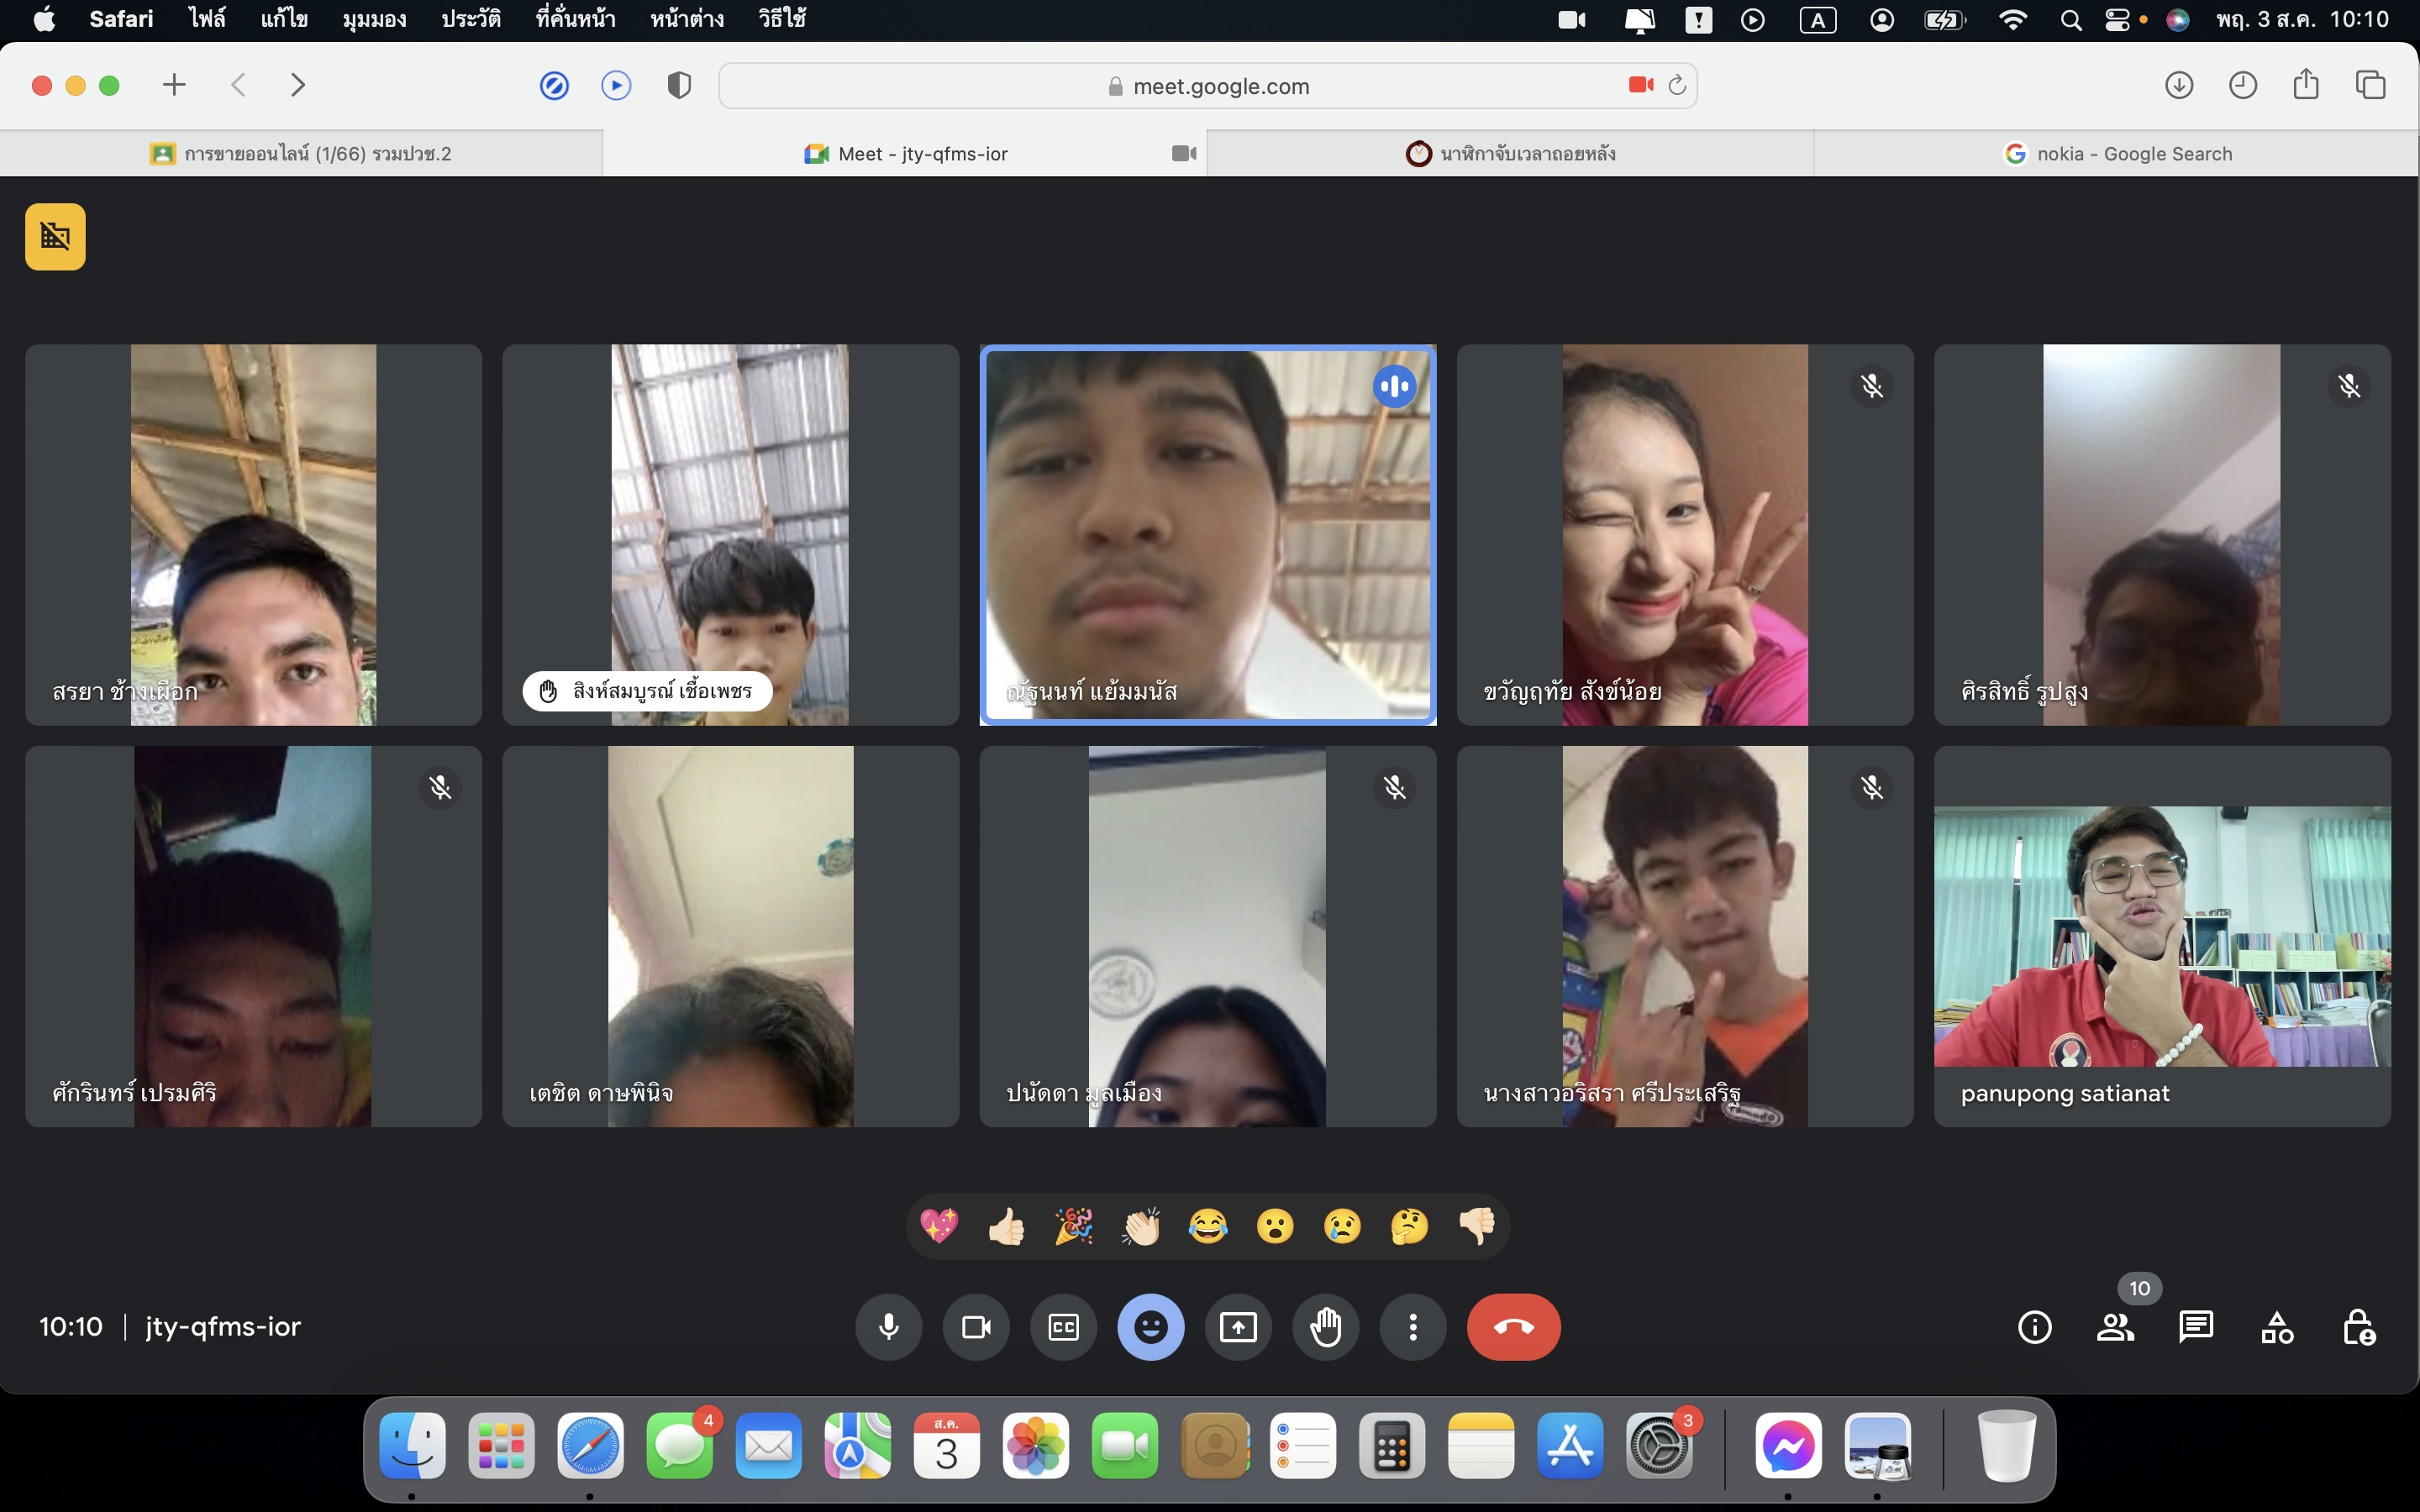 Safari ไฟล์ แก้ไข มุมมอง ประวัติ ที่คั่นหน้า หน้าต่าง วิธีใช้ A พฤ. 3 ส.ค. 10:10
meet.google.com
การขายออนไลน์ (1/66) รวมปวช.2
Meet - jty-qfms-ior
นาฬิกาจับเวลาถอยหลัง
nokia - Google Search
สรยา ช้างเผือก
สิงห์สมบูรณ์ เชื้อเพชร
ณัฐนนท์ แย้มมนัส
ขวัญฤทัย สังข์น้อย
ศิรสิทธิ์ รูปสูง
ศักรินทร์ เปรมศิริ
เตชิต ดาษพินิจ
ปนัดดา มูลเมือง
นางสาวอริสรา ศรีประเสริฐ
panupong satianat
10:10 | jty-qfms-ior
CC
10
4
ส.ค.
3
3